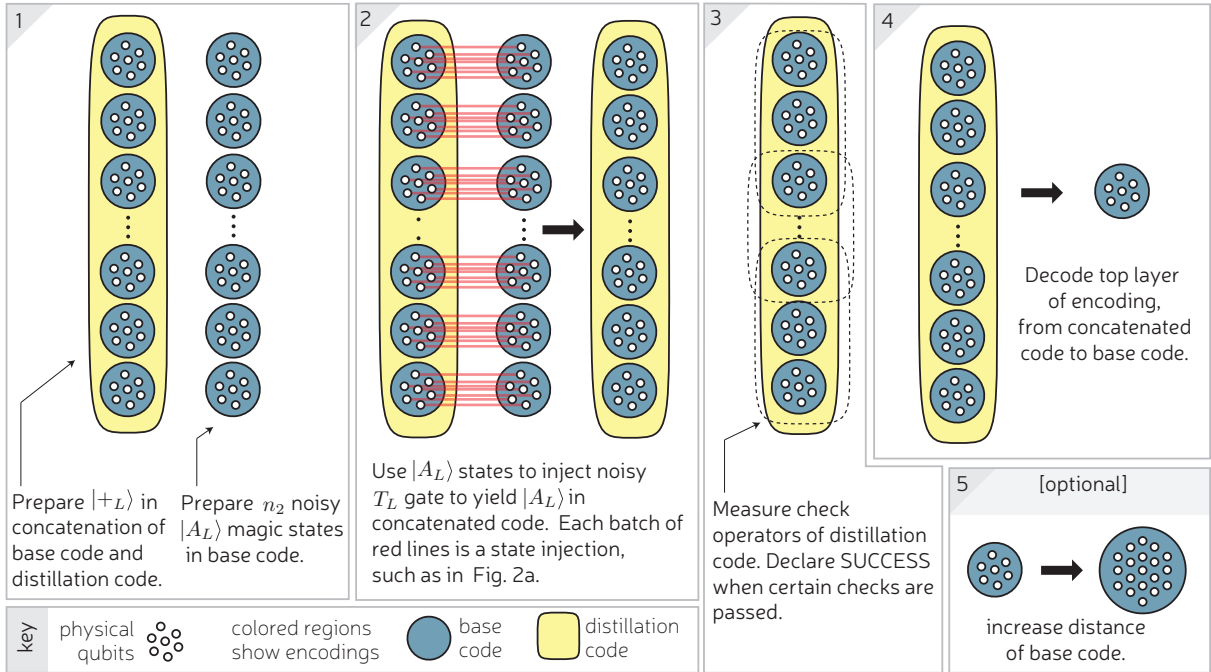 1
Prepare |+_L⟩ in
concatenation of
base code and
distillation code.
Prepare n_2 noisy
|A_L⟩ magic states
in base code.
2
Use |A_L⟩ states to inject noisy
T_L gate to yield |A_L⟩ in
concatenated code. Each batch of
red lines is a state injection,
such as in Fig. 2a.
3
Measure check
operators of distillation
code. Declare SUCCESS
when certain checks are
passed.
4
Decode top layer
of encoding,
from concatenated
code to base code.
5
[optional]
increase distance
of base code.
key
physical
qubits
colored regions
show encodings
base
code
distillation
code